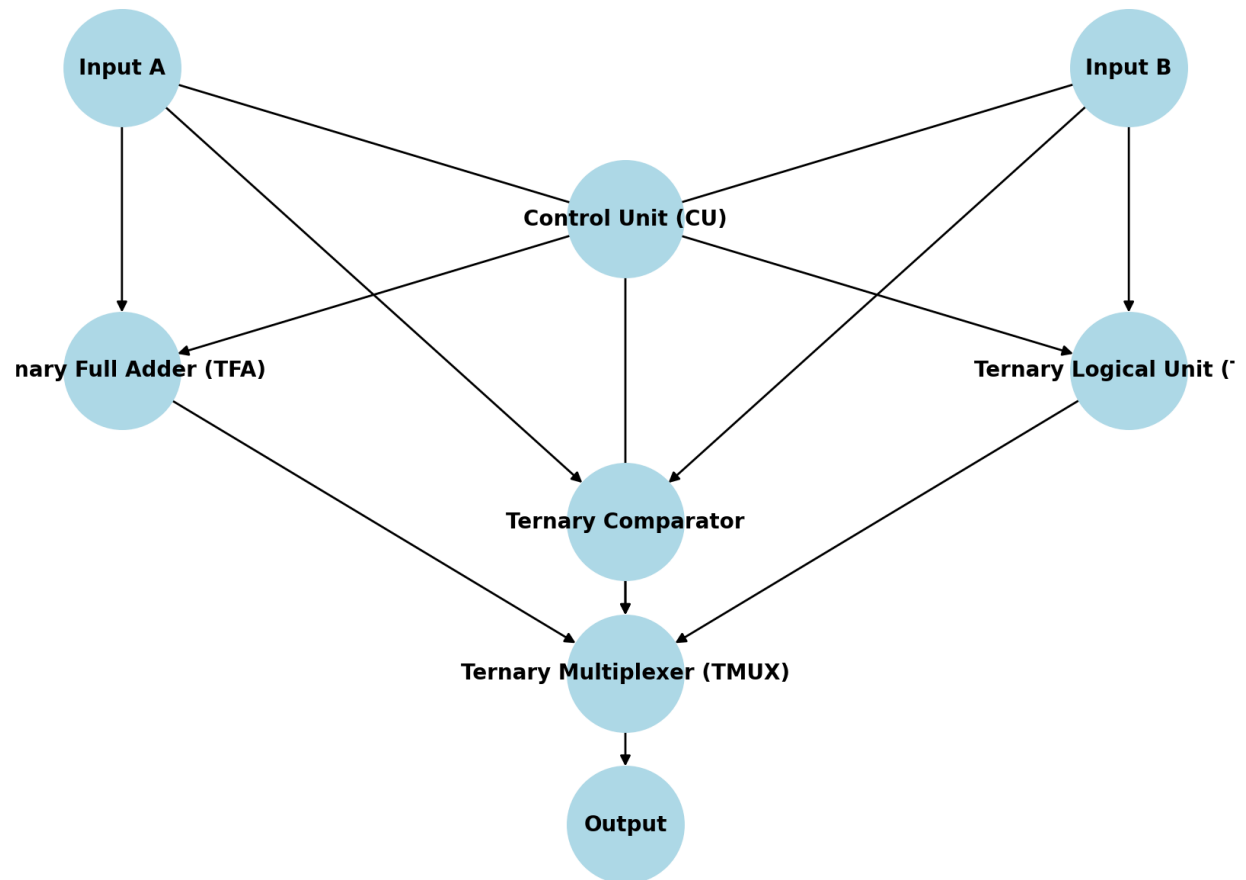 Input A
Input B
Control Unit (CU)
nary Full Adder (TFA)
Ternary Logical Unit (
Ternary Comparator
Ternary Multiplexer (TMUX)
Output